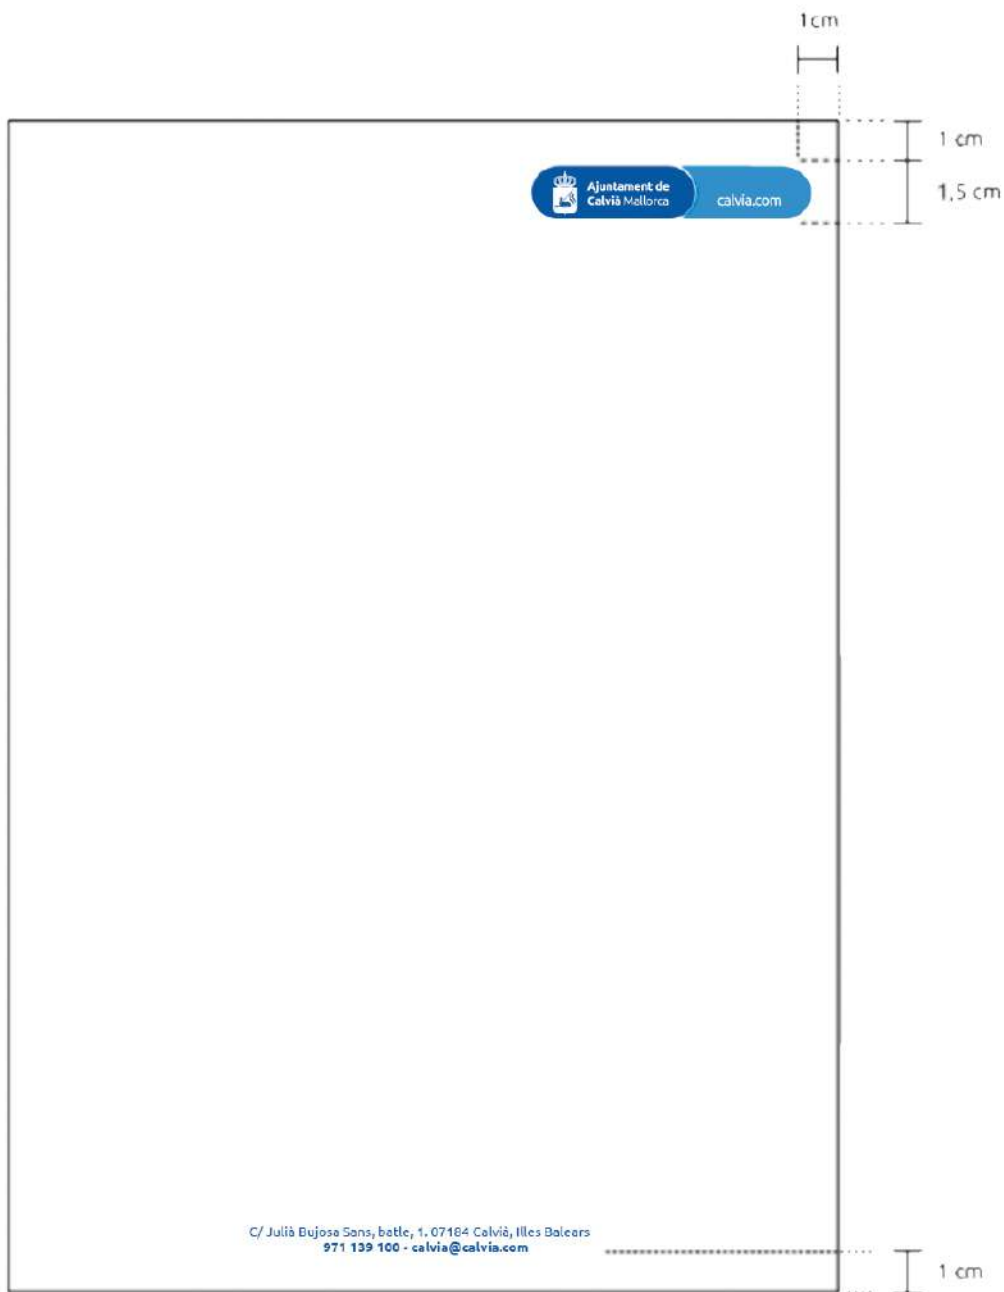 1cm
1 cm
Ajuntament de
Calvià Mallorca
calvia.com
1,5 cm
C/ Julià Bujosa Sans, batle, 1. 07184 Calvià, Illes Balears
971 139 100 - calvia@calvia.com
1 cm